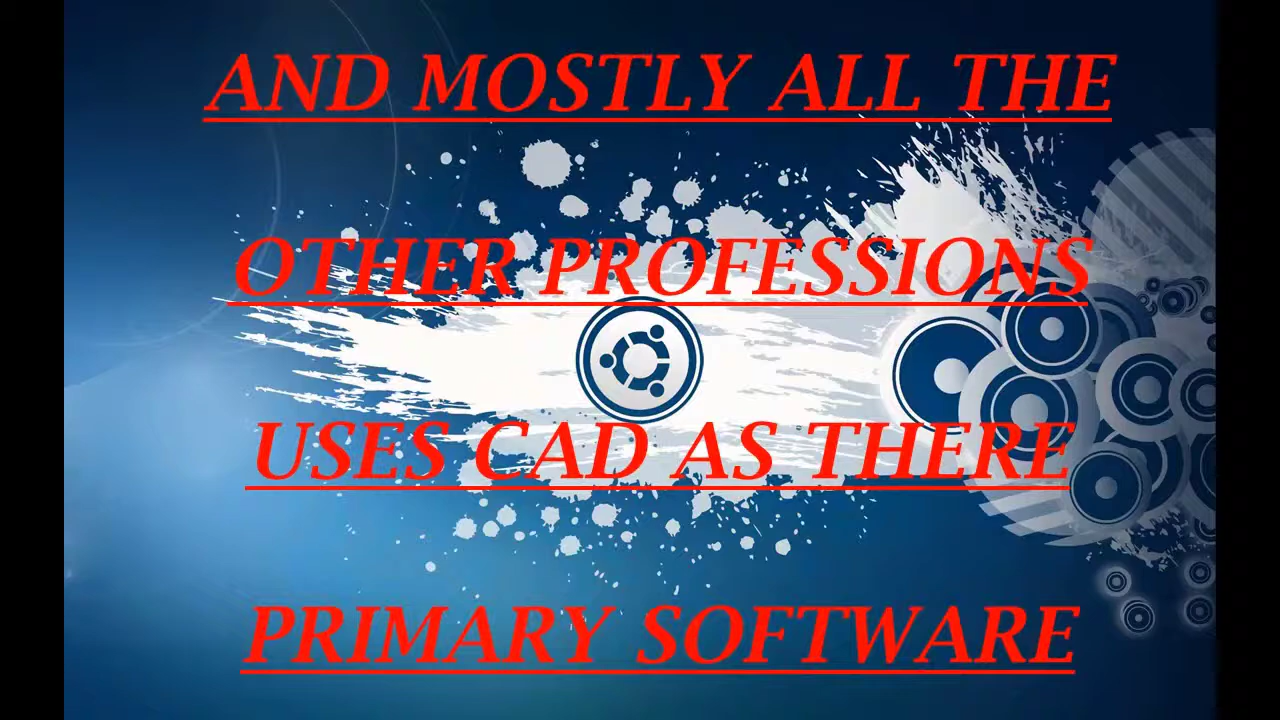 AND MOSTLY ALL THE
OTHER PROFESSIONS
USES CAD AS THERE
PRIMARY SOFTWARE